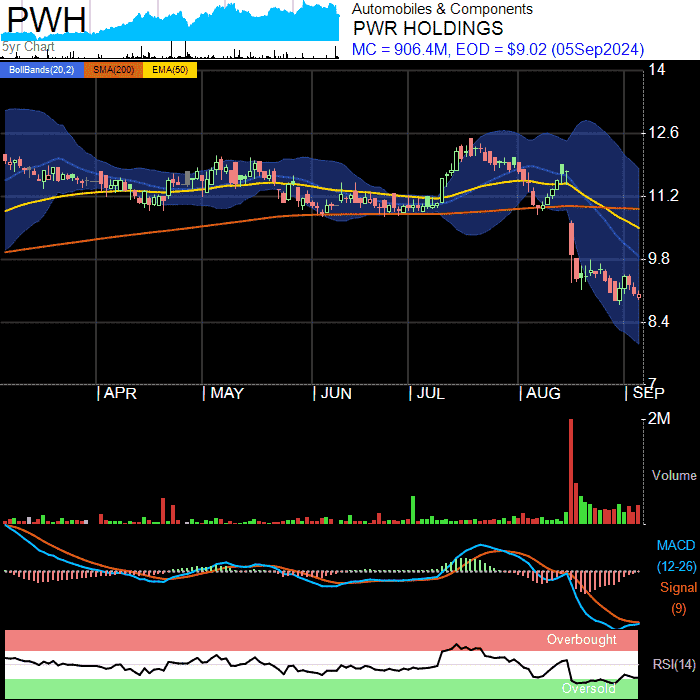 PWH
5yr Chart
Automobiles & Components
PWR HOLDINGS
MC = 906.4M, EOD = $9.02 (05Sep2024)
BollBands(20,2) SMA(200) EMA(50)
14
12.6
11.2
9.8
8.4
7
APR MAY JUN JUL AUG SEP
2M
Volume
MACD
(12-26)
Signal
(9)
Overbought
RSI(14)
Oversold